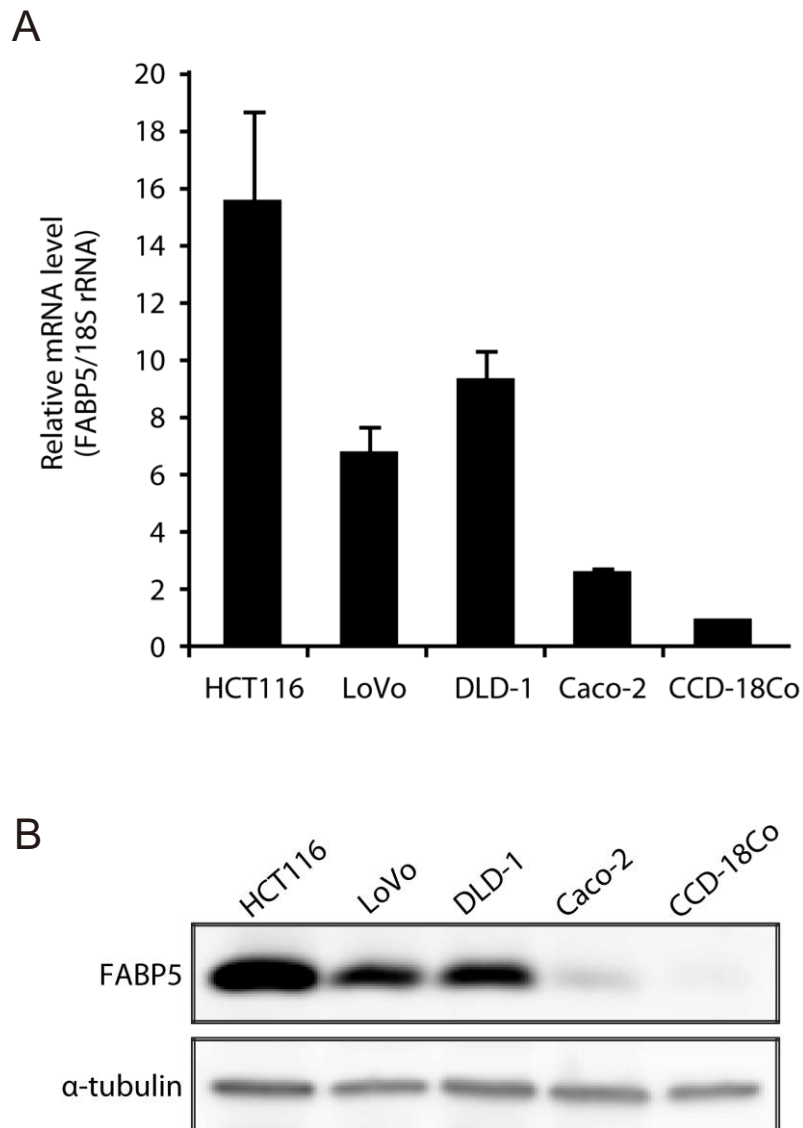 A
Relative mRNA level
(FABP5/18S rRNA)
20
18
16
14
12
10
8
6
4
2
0
HCT116 LoVo DLD-1 Caco-2 CCD-18Co
B
HCT116 LoVo DLD-1 Caco-2 CCD-18Co
FABP5
α-tubulin